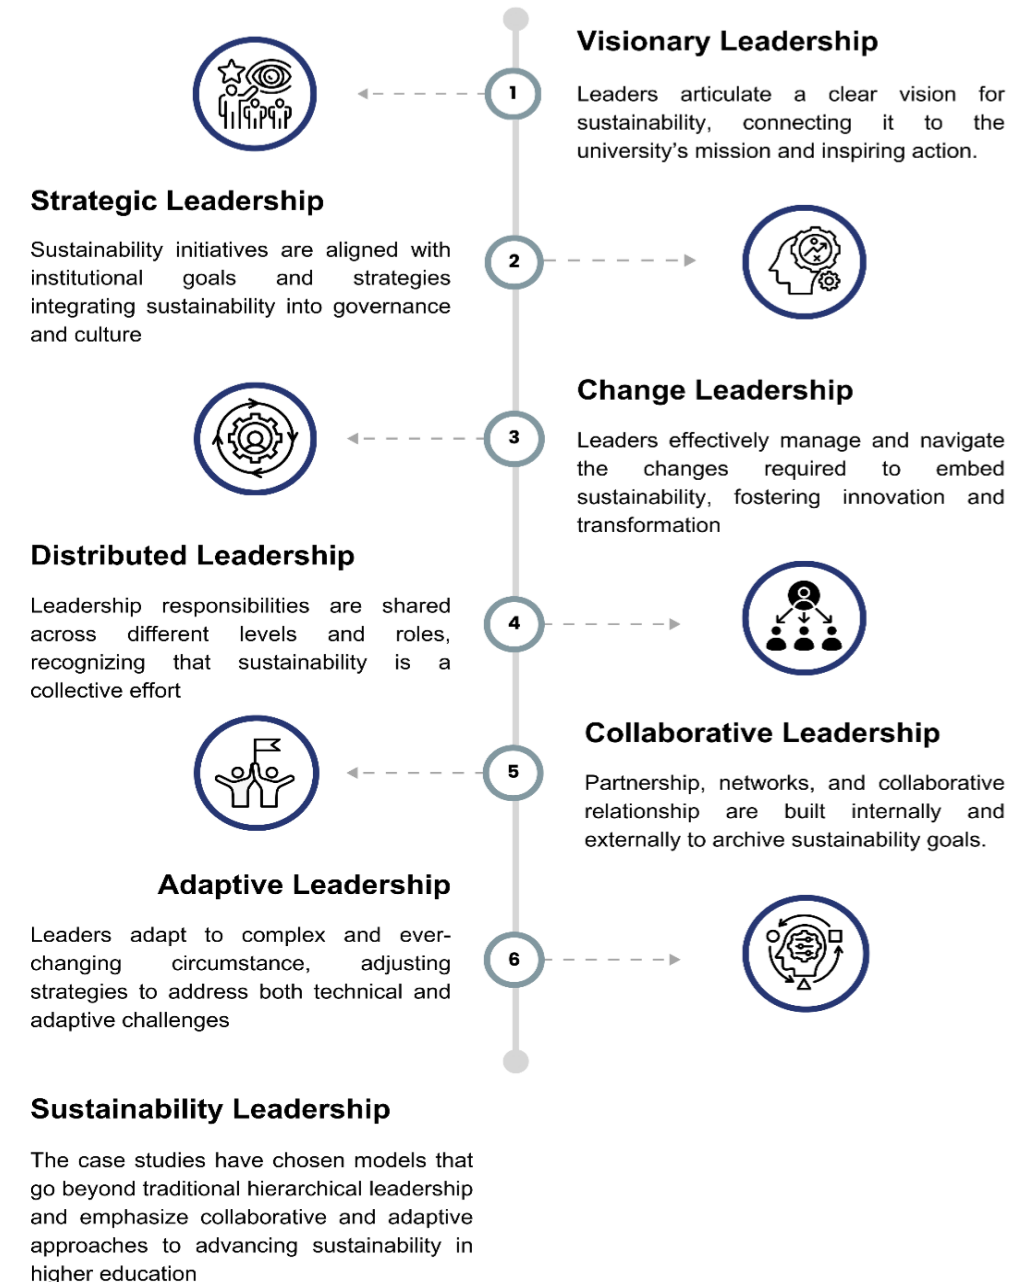 Visionary Leadership
1
Leaders articulate a clear vision for
sustainability, connecting it to the
university's mission and inspiring action.
Strategic Leadership
Sustainability initiatives are aligned with
institutional goals and strategies
integrating sustainability into governance
and culture
2
Change Leadership
3
Leaders effectively manage and navigate
the changes required to embed
sustainability, fostering innovation and
transformation
Distributed Leadership
Leadership responsibilities are shared
across different levels and roles,
recognizing that sustainability is a
collective effort
4
Collaborative Leadership
5
Partnership, networks, and collaborative
relationship are built internally and
externally to archive sustainability goals.
Adaptive Leadership
Leaders adapt to complex and ever-
changing circumstance, adjusting
strategies to address both technical and
adaptive challenges
6
Sustainability Leadership
The case studies have chosen models that
go beyond traditional hierarchical leadership
and emphasize collaborative and adaptive
approaches to advancing sustainability in
higher education